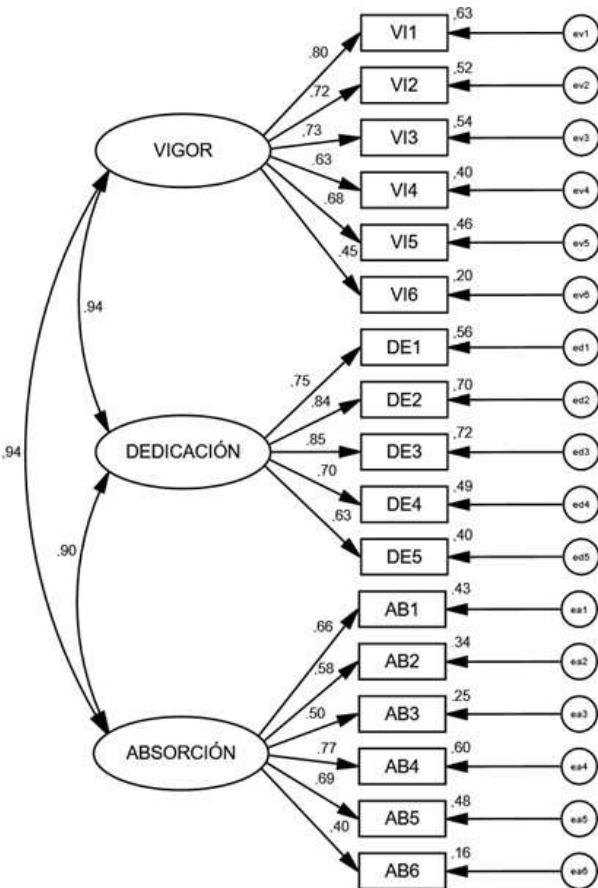 VI1
.63
ev1
.80
VI2
.52
ev2
.72
VI3
.54
ev3
.73
VIGOR
VI4
.40
ev4
.63
VI5
.46
ev5
.68
VI6
.20
.45
.94
DE1
.56
ed1
.75
DE2
.70
ed2
.84
DE3
.72
ed3
.85
DEDICACIÓN
.94
DE4
.49
ed4
.70
DE5
.40
ed5
.63
.90
AB1
.43
ea1
.66
AB2
.34
ea2
.58
AB3
.25
ea3
.50
ABSORCIÓN
AB4
.60
ea4
.77
AB5
.48
ea5
.69
AB6
.16
ea6
.40